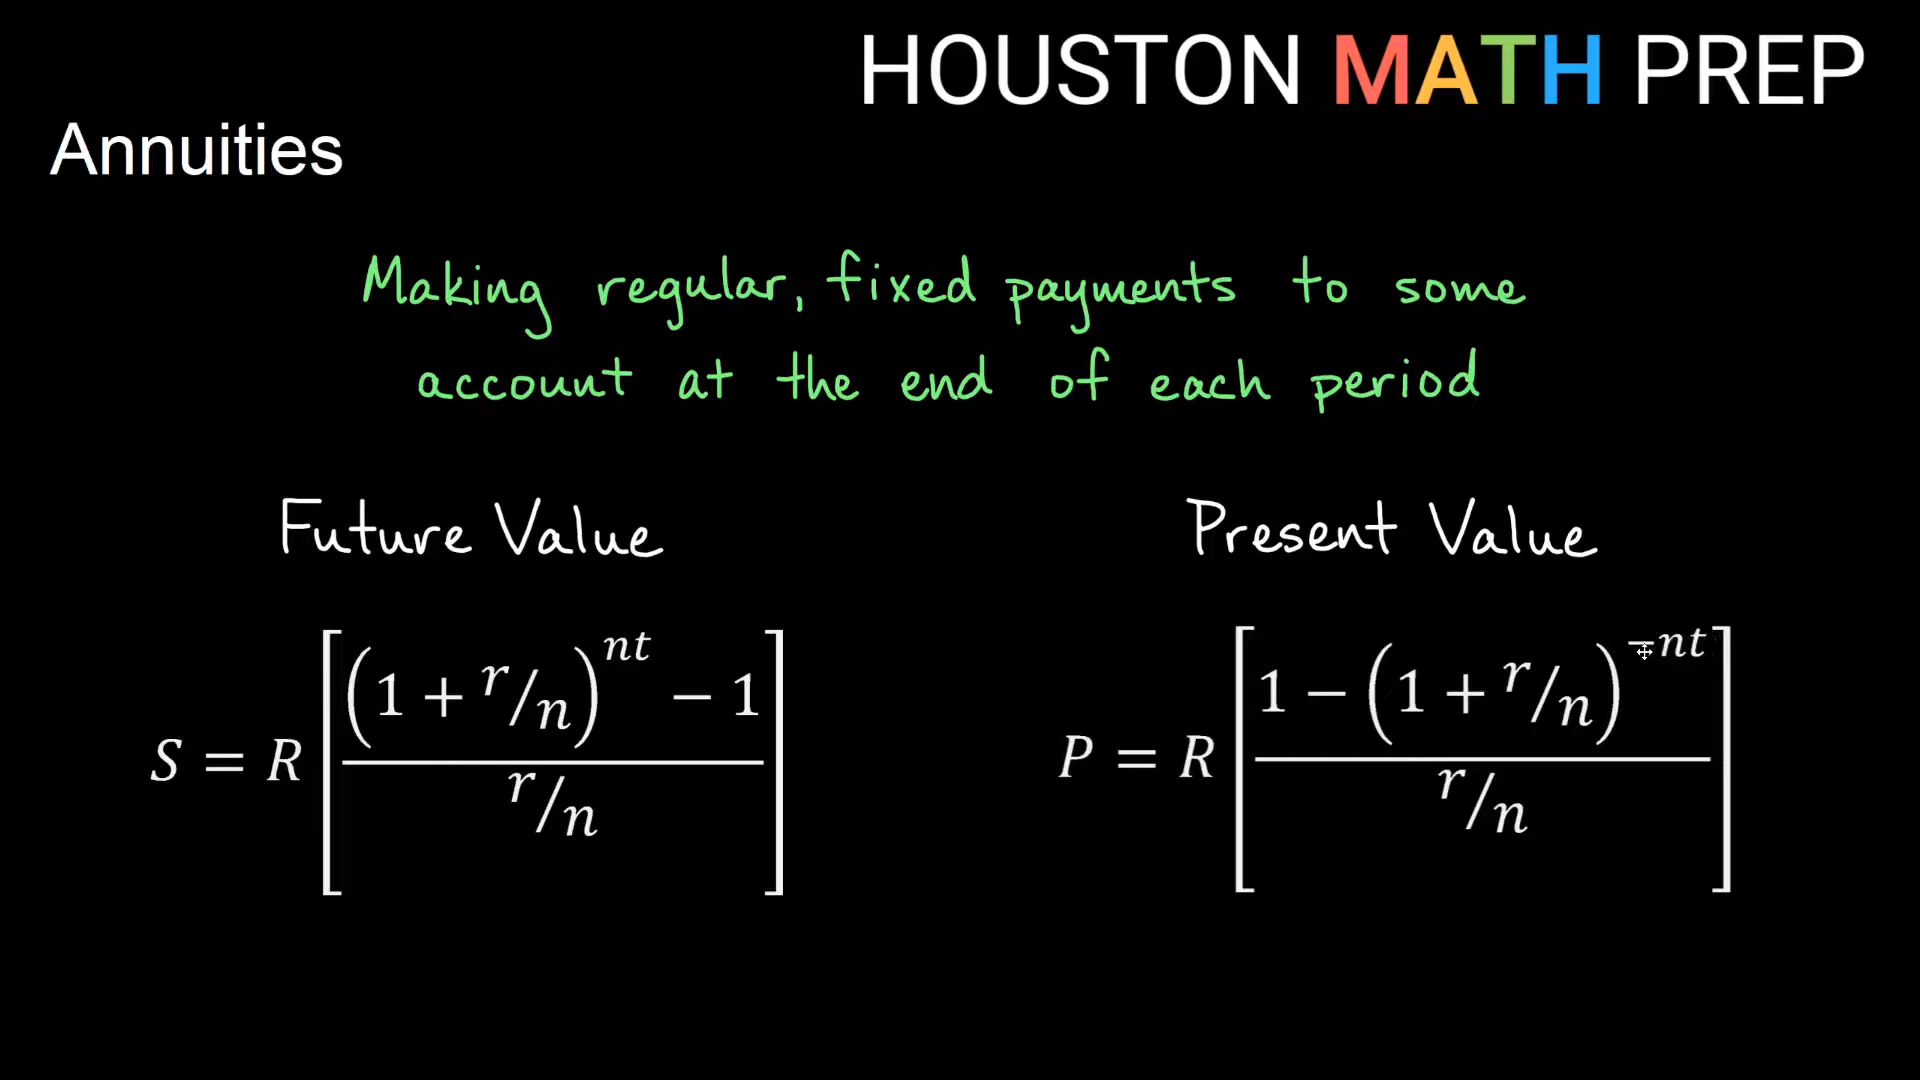 HOUSTON MATH PREP
Annuities
Making regular, fixed payments to some
account at the end of each period
Future Value
Present Value
S = R [((1 + r/n)^nt − 1) / (r/n)]
P = R [(1 − (1 + r/n)^−nt) / (r/n)]